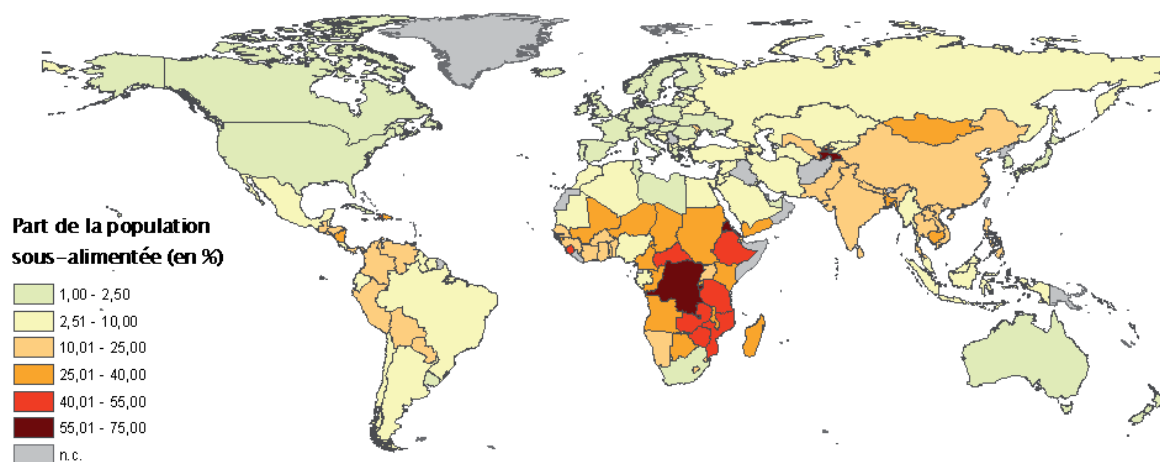 Part de la population
sous-alimentée (en %)
1,00 - 2,50
2,51 - 10,00
10,01 - 25,00
25,01 - 40,00
40,01 - 55,00
55,01 - 75,00
n.c.